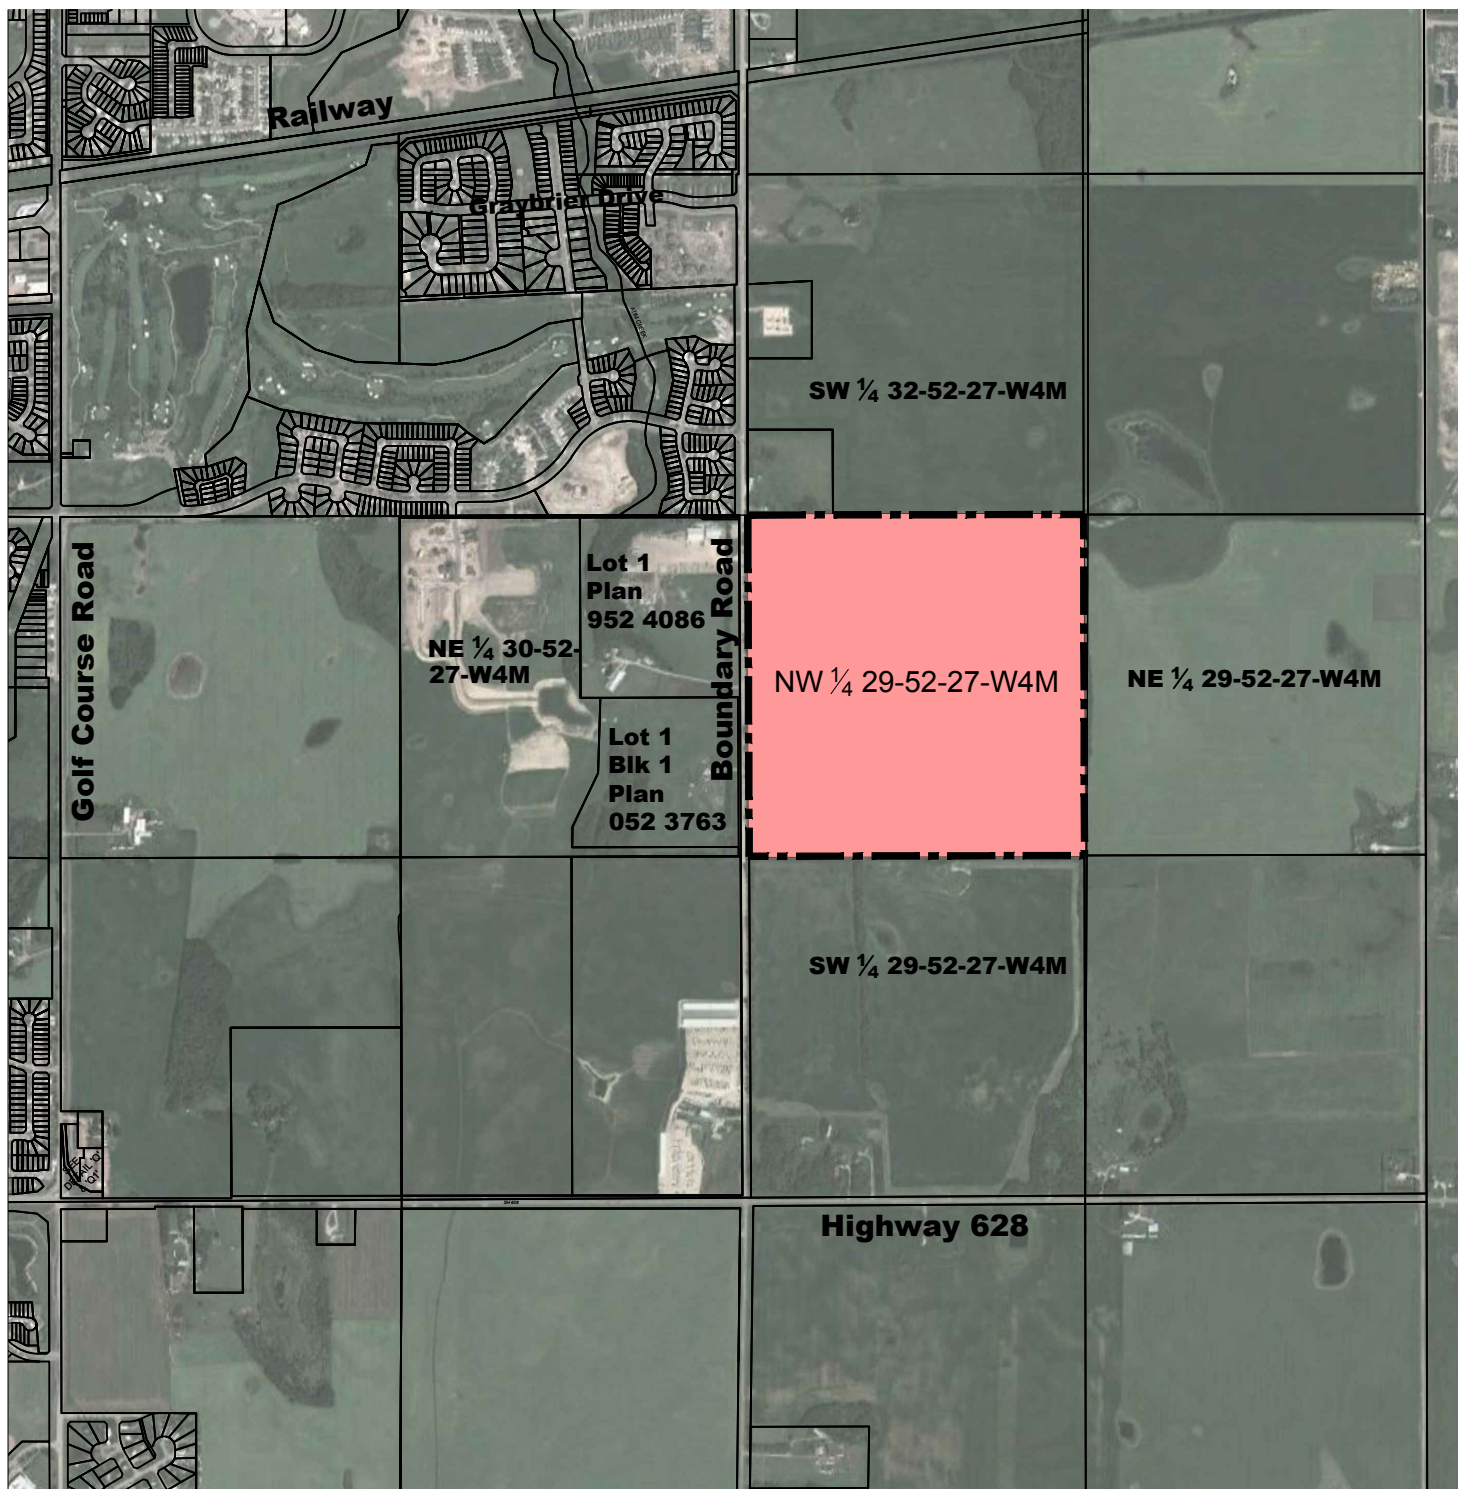 Railway
Graybrier Drive
SW ¼ 32-52-27-W4M
Golf Course Road
Lot 1
Plan
952 4086
Boundary Road
NE ¼ 30-52-
27-W4M
NW ¼ 29-52-27-W4M
NE ¼ 29-52-27-W4M
Lot 1
Blk 1
Plan
052 3763
SW ¼ 29-52-27-W4M
SEE
DETAIL 'O'
& 'O1'
Highway 628